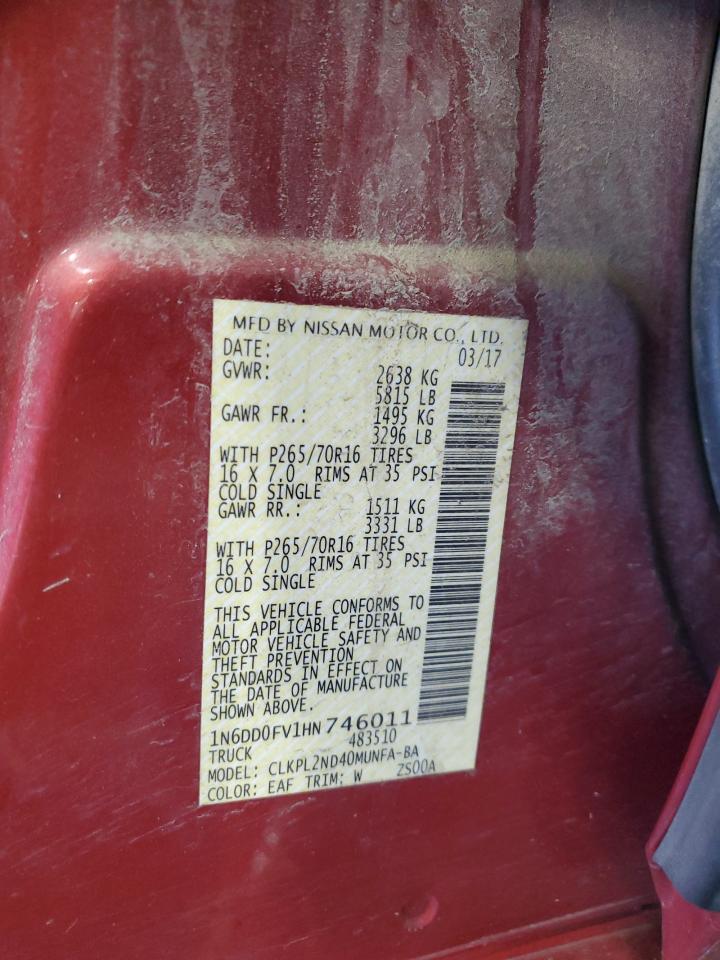 MFD BY NISSAN MOTOR CO., LTD.
DATE: 03/17
GVWR: 2638 KG
5815 LB
GAWR FR.: 1495 KG
3296 LB
WITH P265/70R16 TIRES
16 X 7.0 RIMS AT 35 PSI
COLD SINGLE
GAWR RR.: 1511 KG
3331 LB
WITH P265/70R16 TIRES
16 X 7.0 RIMS AT 35 PSI
COLD SINGLE
THIS VEHICLE CONFORMS TO
ALL APPLICABLE FEDERAL
MOTOR VEHICLE SAFETY AND
THEFT PREVENTION
STANDARDS IN EFFECT ON
THE DATE OF MANUFACTURE
SHOWN ABOVE.
1N6DD0FV1HN746011
TRUCK 483510
MODEL: CLKPL2ND40MUNFA-BA
COLOR: EAF TRIM: W ZS00A